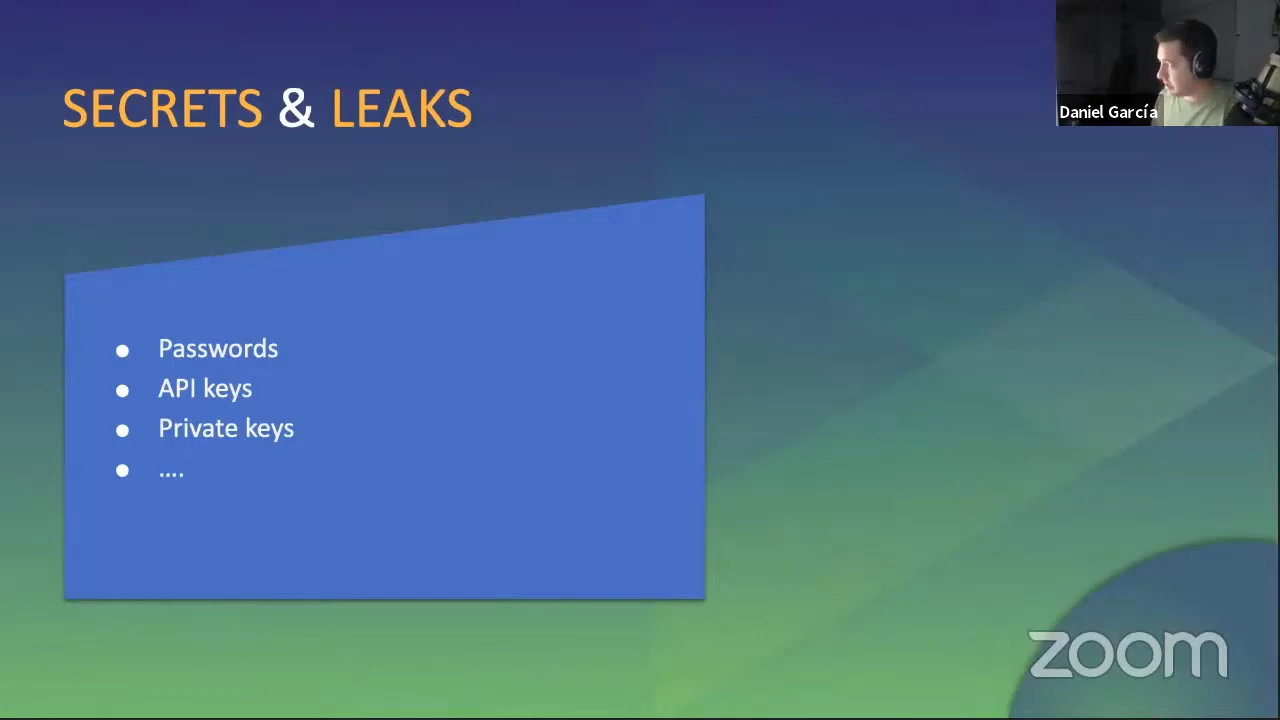 SECRETS & LEAKS
Daniel García
● Passwords
● API keys
● Private keys
● ....
zoom